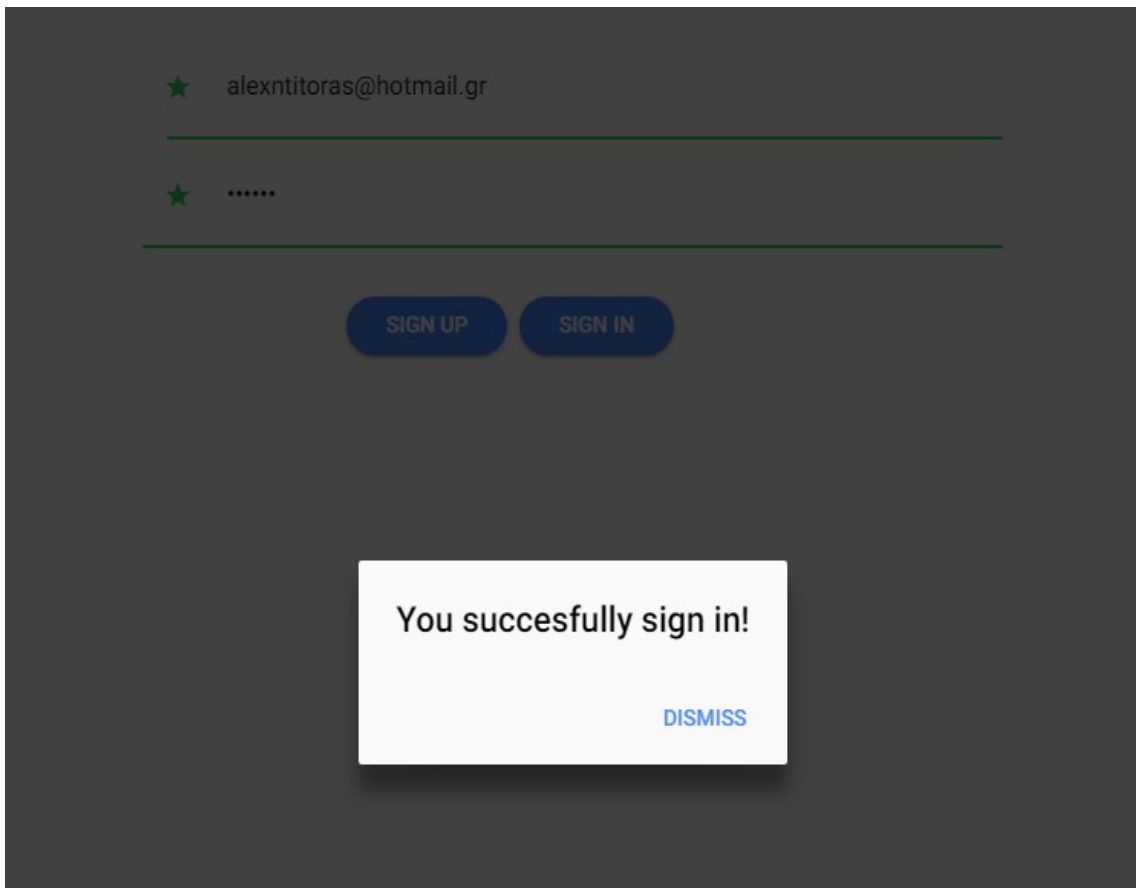 alexntitoras@hotmail.gr
••••••
SIGN UP SIGN IN
You succesfully sign in!
DISMISS